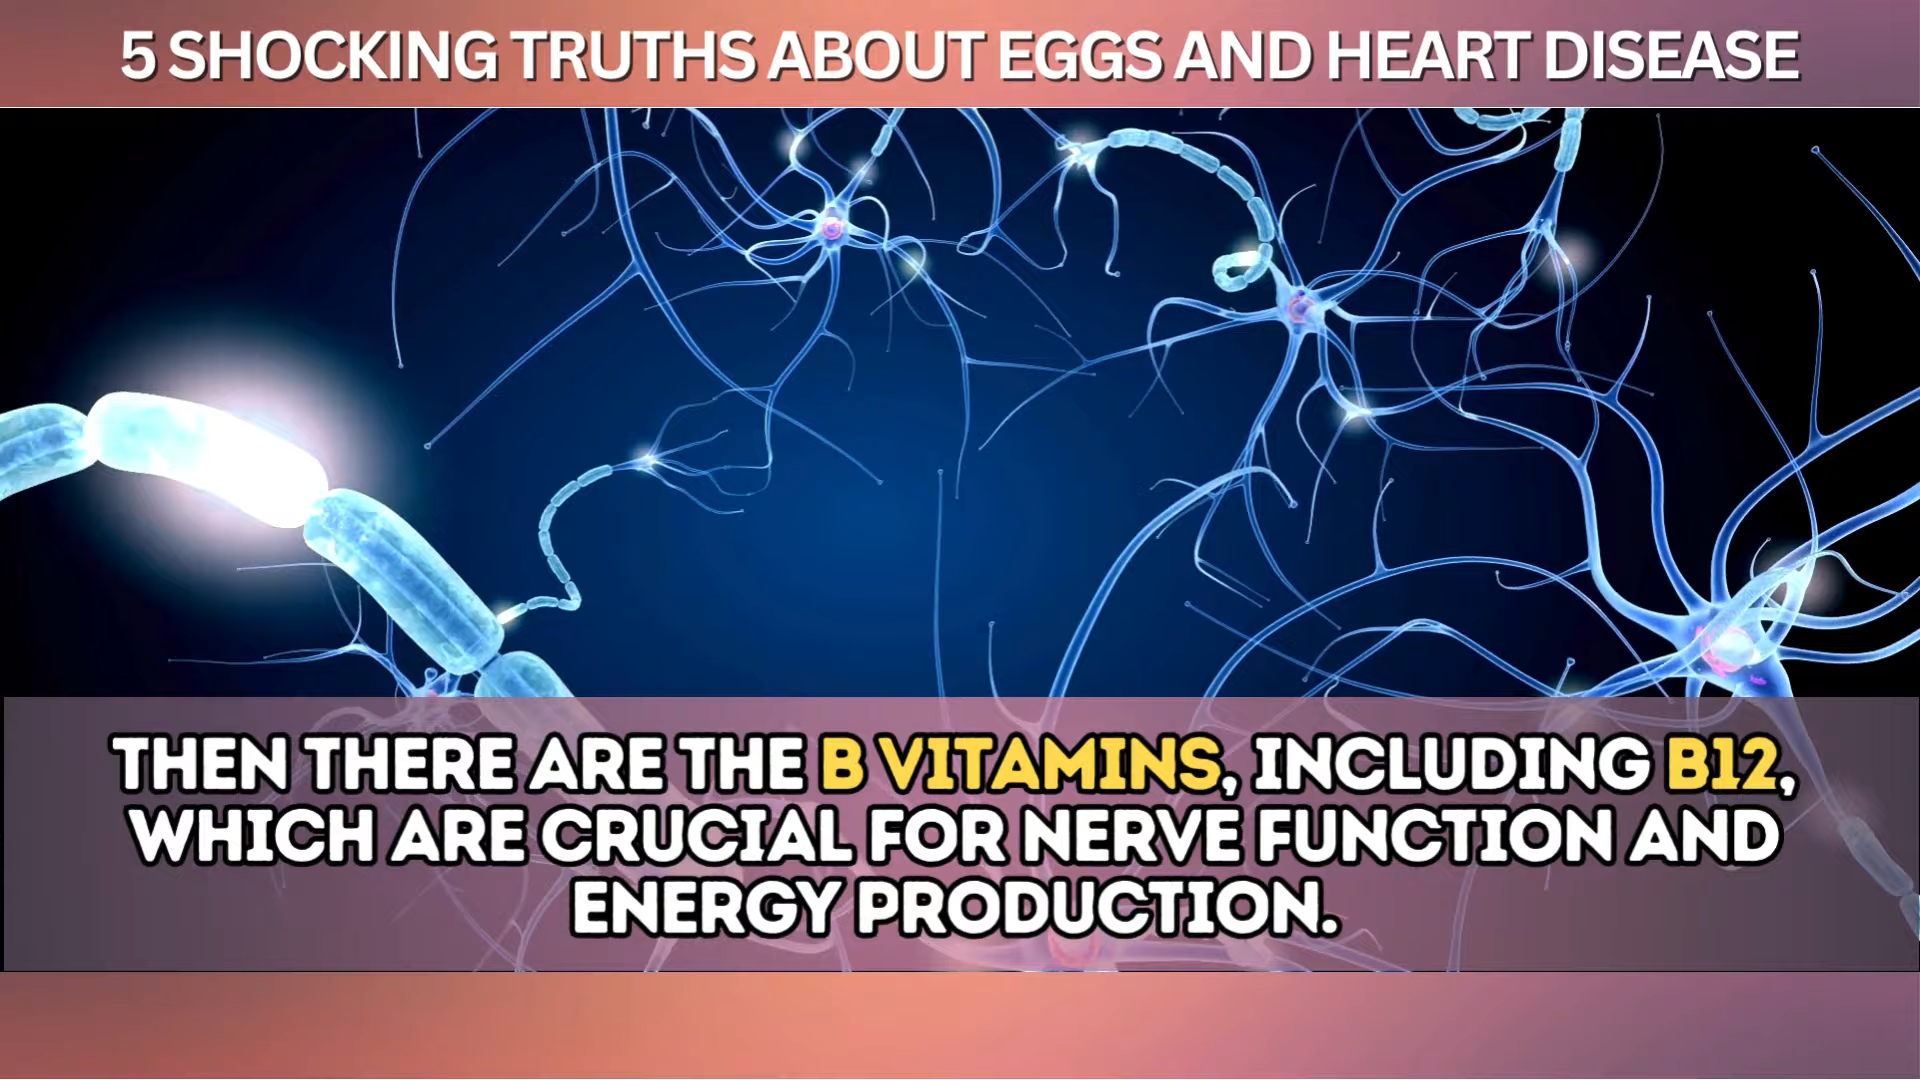 5 SHOCKING TRUTHS ABOUT EGGS AND HEART DISEASE
THEN THERE ARE THE B VITAMINS, INCLUDING B12,
WHICH ARE CRUCIAL FOR NERVE FUNCTION AND
ENERGY PRODUCTION.